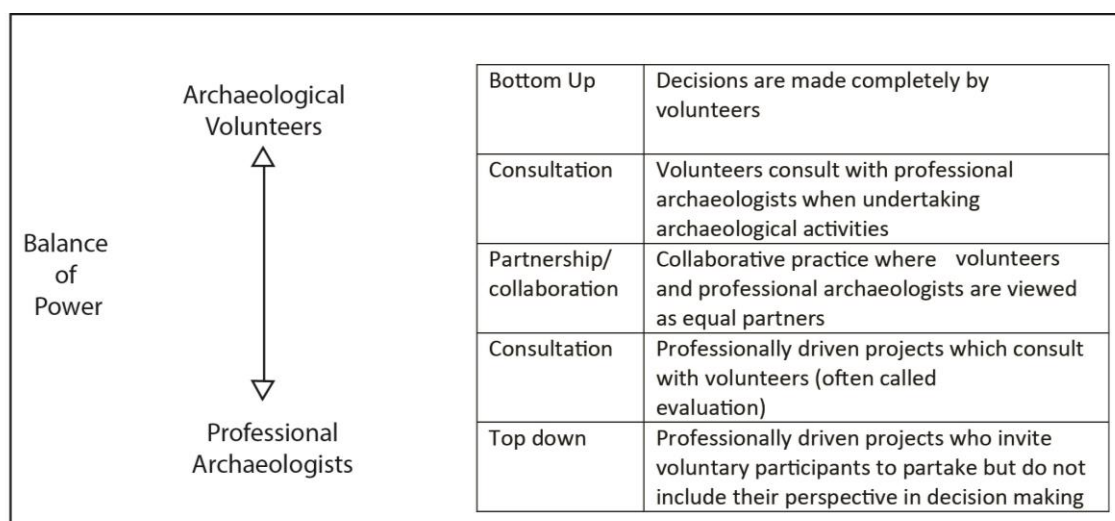 Archaeological
Volunteers
Balance
of
Power
Professional
Archaeologists
Bottom Up
Decisions are made completely by
volunteers
Consultation
Volunteers consult with professional
archaeologists when undertaking
archaeological activities
Partnership/
collaboration
Collaborative practice where volunteers
and professional archaeologists are viewed
as equal partners
Consultation
Professionally driven projects which consult
with volunteers (often called
evaluation)
Top down
Professionally driven projects who invite
voluntary participants to partake but do not
include their perspective in decision making